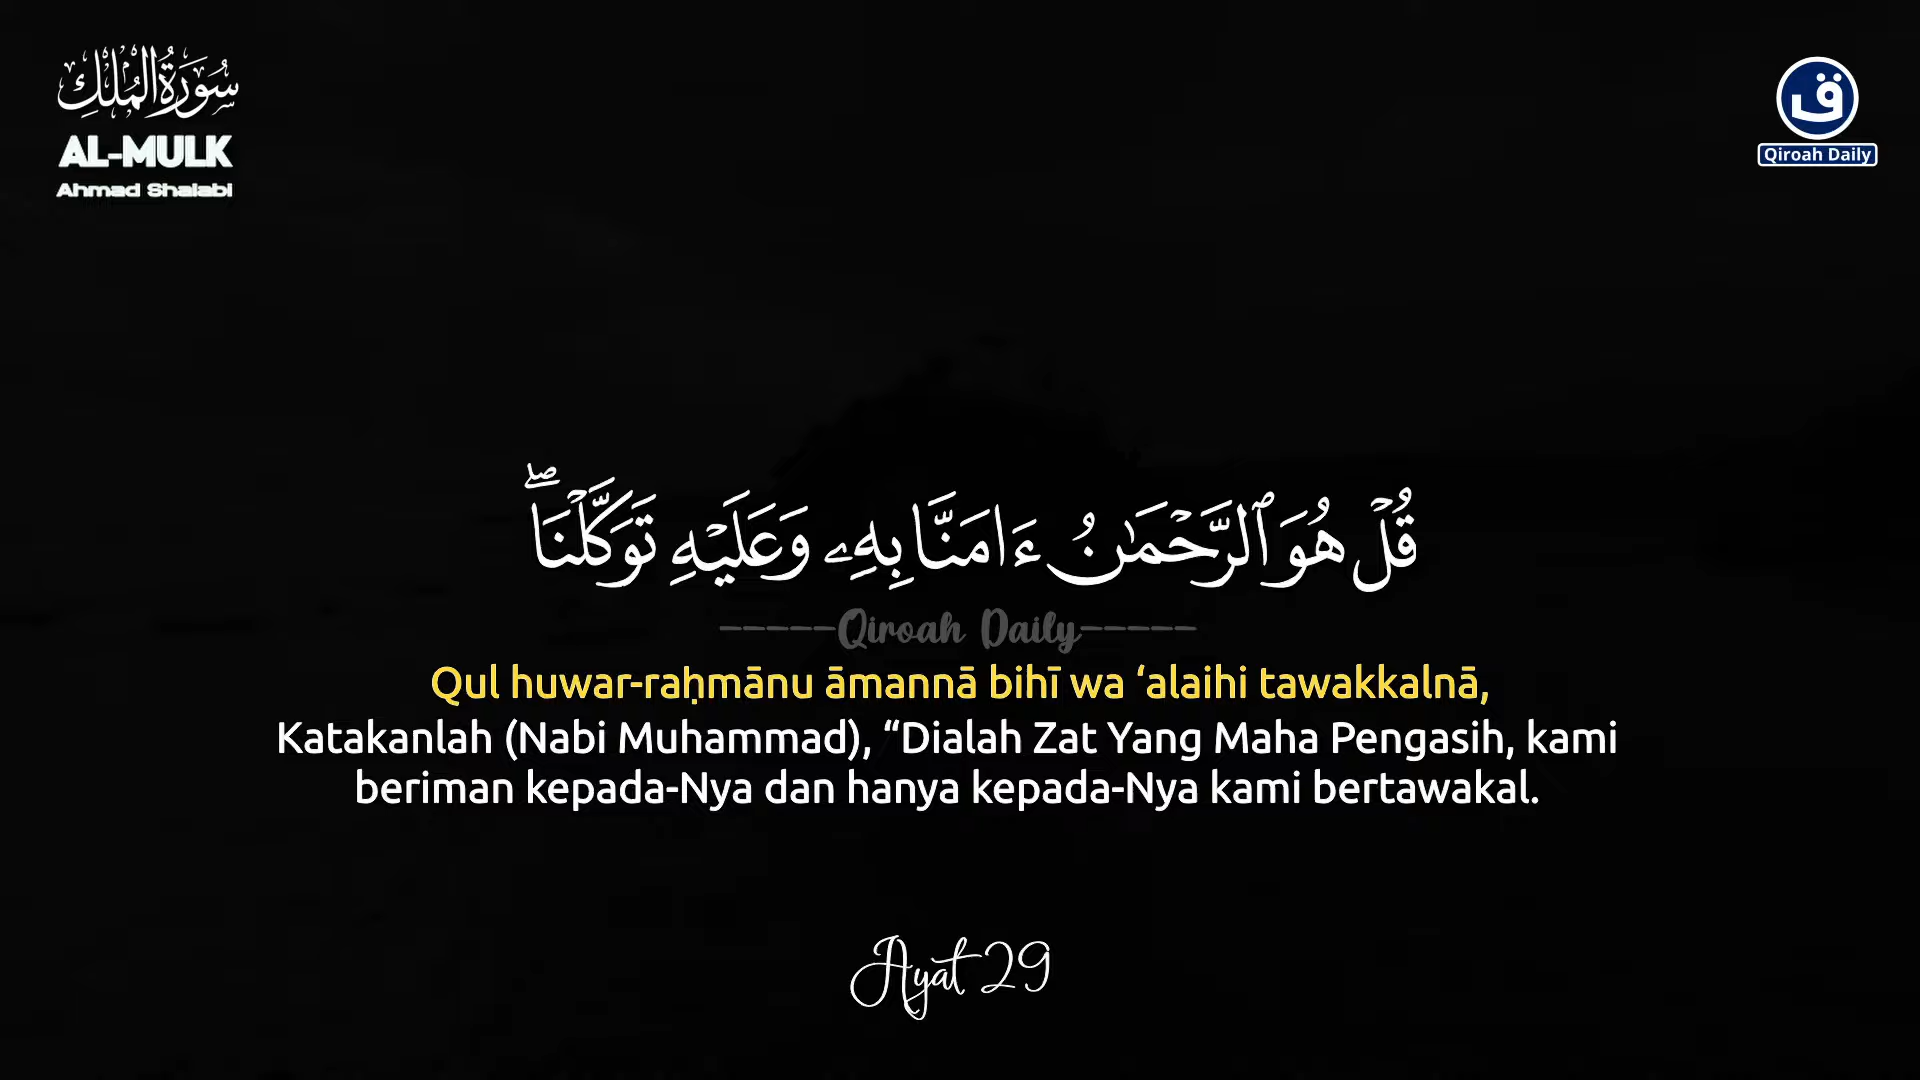 سُورَةُ الْمُلْكِ
AL-MULK
Ahmad Shalabi
ق
Qiroah Daily
قُلْ هُوَ ٱلرَّحْمَٰنُ ءَامَنَّا بِهِۦ وَعَلَيْهِ تَوَكَّلْنَا ۖ
-----Qiroah Daily-----
Qul huwar-raḥmānu āmannā bihī wa ‘alaihi tawakkalnā,
Katakanlah (Nabi Muhammad), “Dialah Zat Yang Maha Pengasih, kami
beriman kepada-Nya dan hanya kepada-Nya kami bertawakal.
Ayat 29